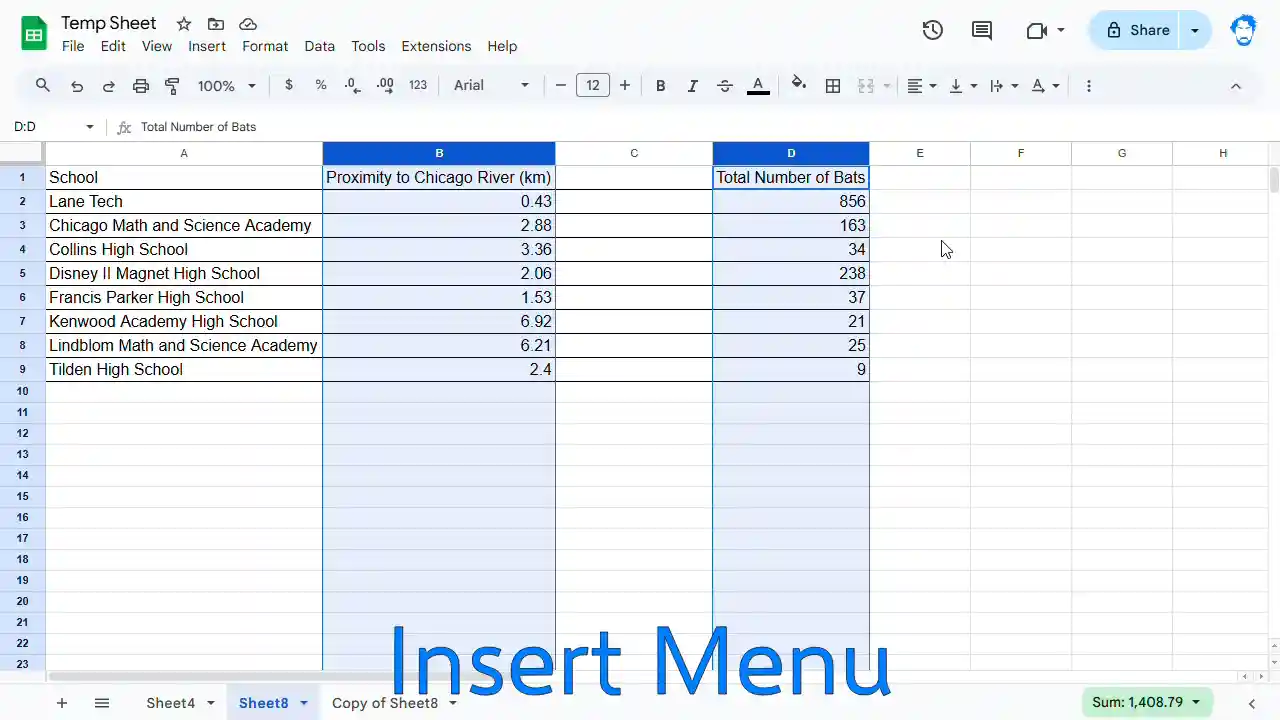 Temp Sheet
File Edit View Insert Format Data Tools Extensions Help
Share
100% $ % .0 .00 123 Arial 12 B I S A A
D:D fx Total Number of Bats
A B C D E F G H
1 School Proximity to Chicago River (km) Total Number of Bats
2 Lane Tech 0.43 856
3 Chicago Math and Science Academy 2.88 163
4 Collins High School 3.36 34
5 Disney II Magnet High School 2.06 238
6 Francis Parker High School 1.53 37
7 Kenwood Academy High School 6.92 21
8 Lindblom Math and Science Academy 6.21 25
9 Tilden High School 2.4 9
10
11
12
13
14
15
16
17
18
19
20
21
22
23
Insert Menu
Sheet4 Sheet8 Copy of Sheet8 Sum: 1,408.79